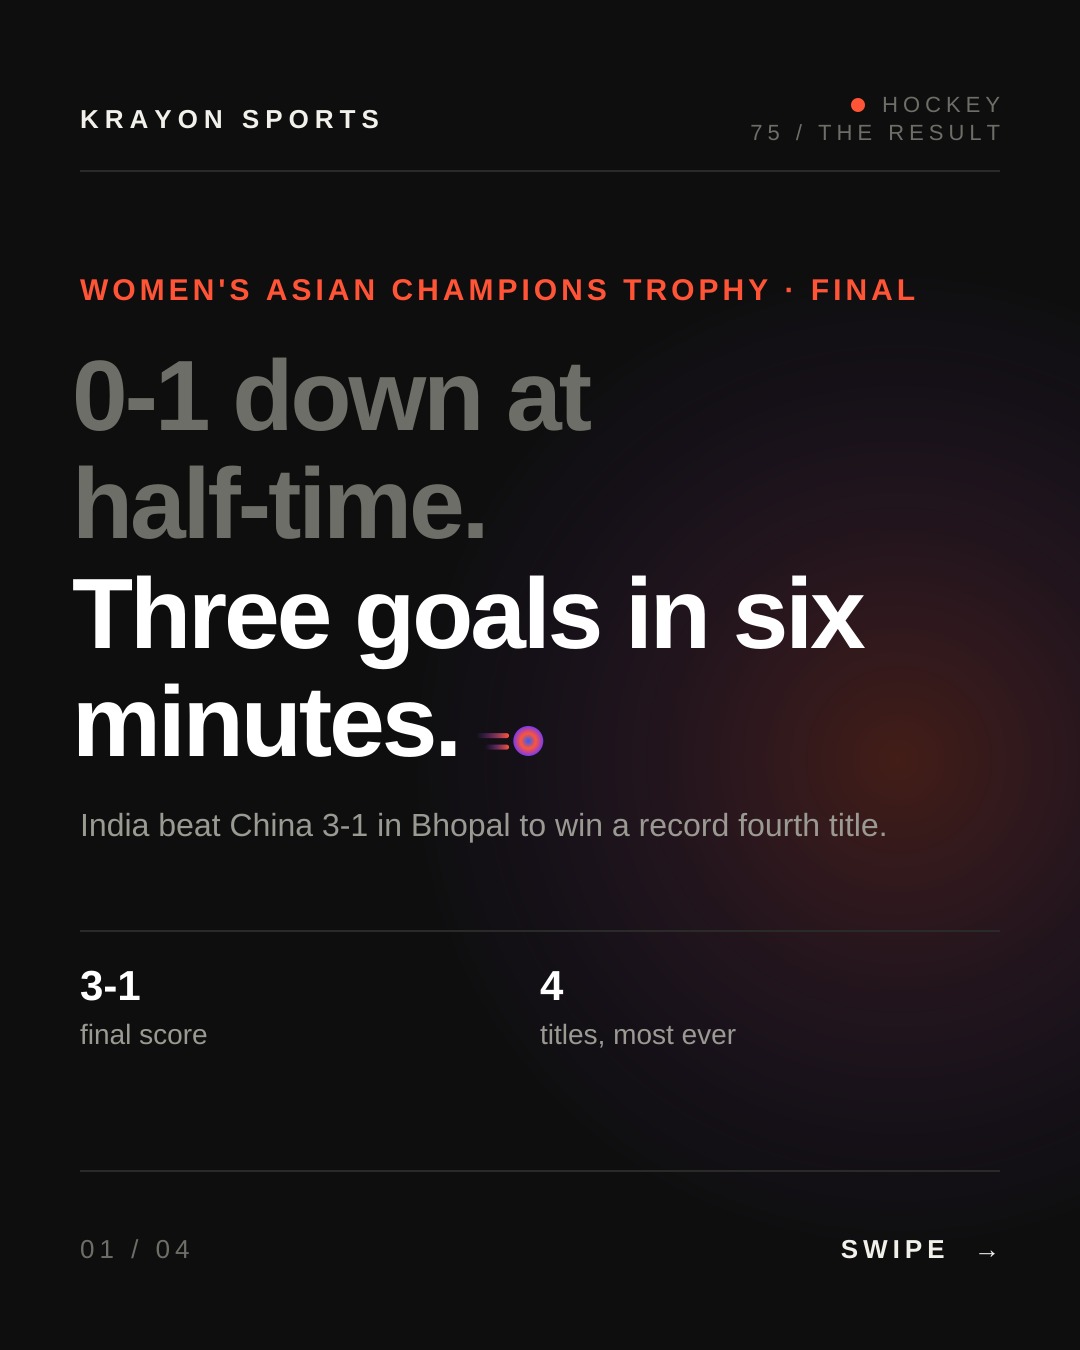 KRAYON SPORTS
HOCKEY
75 / THE RESULT
WOMEN'S ASIAN CHAMPIONS TROPHY · FINAL
0-1 down at
half-time.
Three goals in six
minutes.
India beat China 3-1 in Bhopal to win a record fourth title.
3-1
final score
4
titles, most ever
01 / 04
SWIPE →